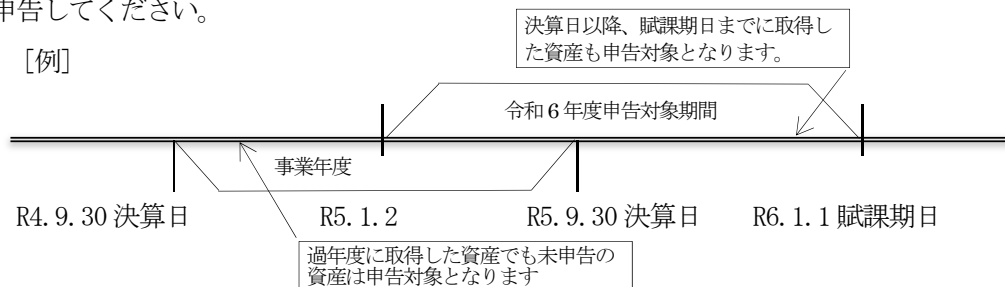 申告してください。
[例]
決算日以降、賦課期日までに取得し
た資産も申告対象となります。
令和６年度申告対象期間
事業年度
R4.9.30 決算日
R5.1.2
R5.9.30 決算日
R6.1.1 賦課期日
過年度に取得した資産でも未申告の
資産は申告対象となります